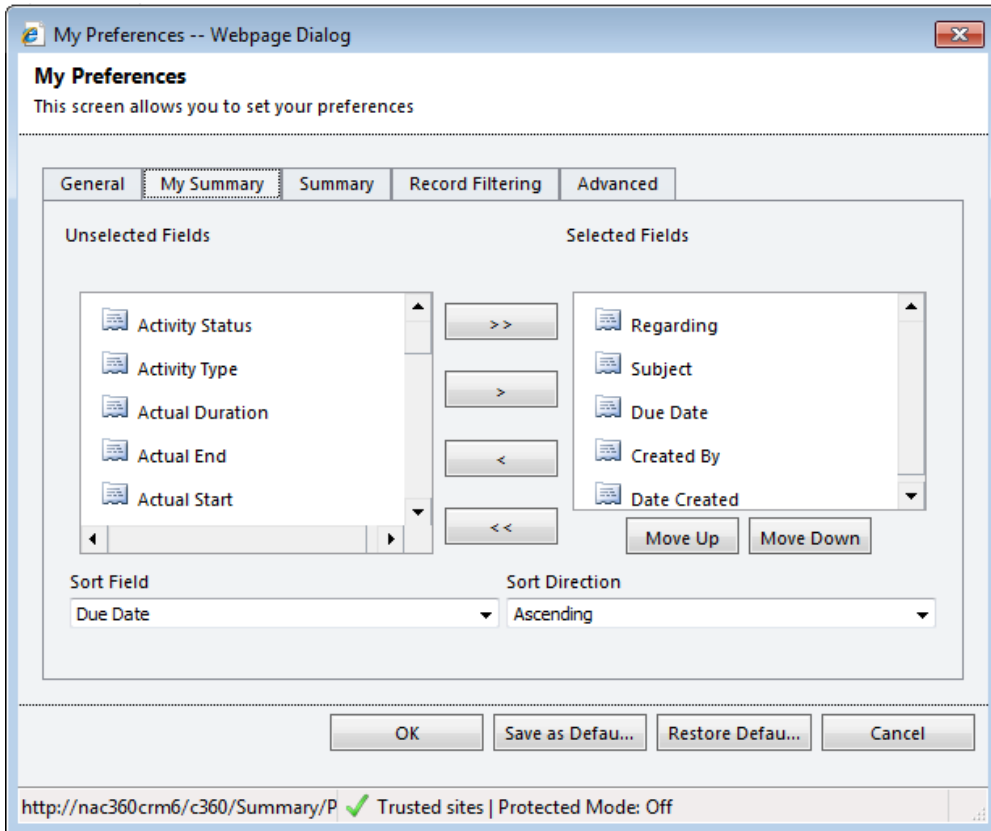 My Preferences -- Webpage Dialog
My Preferences
This screen allows you to set your preferences
General My Summary Summary Record Filtering Advanced
Unselected Fields Selected Fields
Activity Status >> Regarding
Activity Type > Subject
Actual Duration Due Date
Actual End < Created By
Actual Start << Date Created
Move Up Move Down
Sort Field Sort Direction
Due Date Ascending
OK Save as Defau... Restore Defau... Cancel
http://nac360crm6/c360/Summary/P Trusted sites | Protected Mode: Off